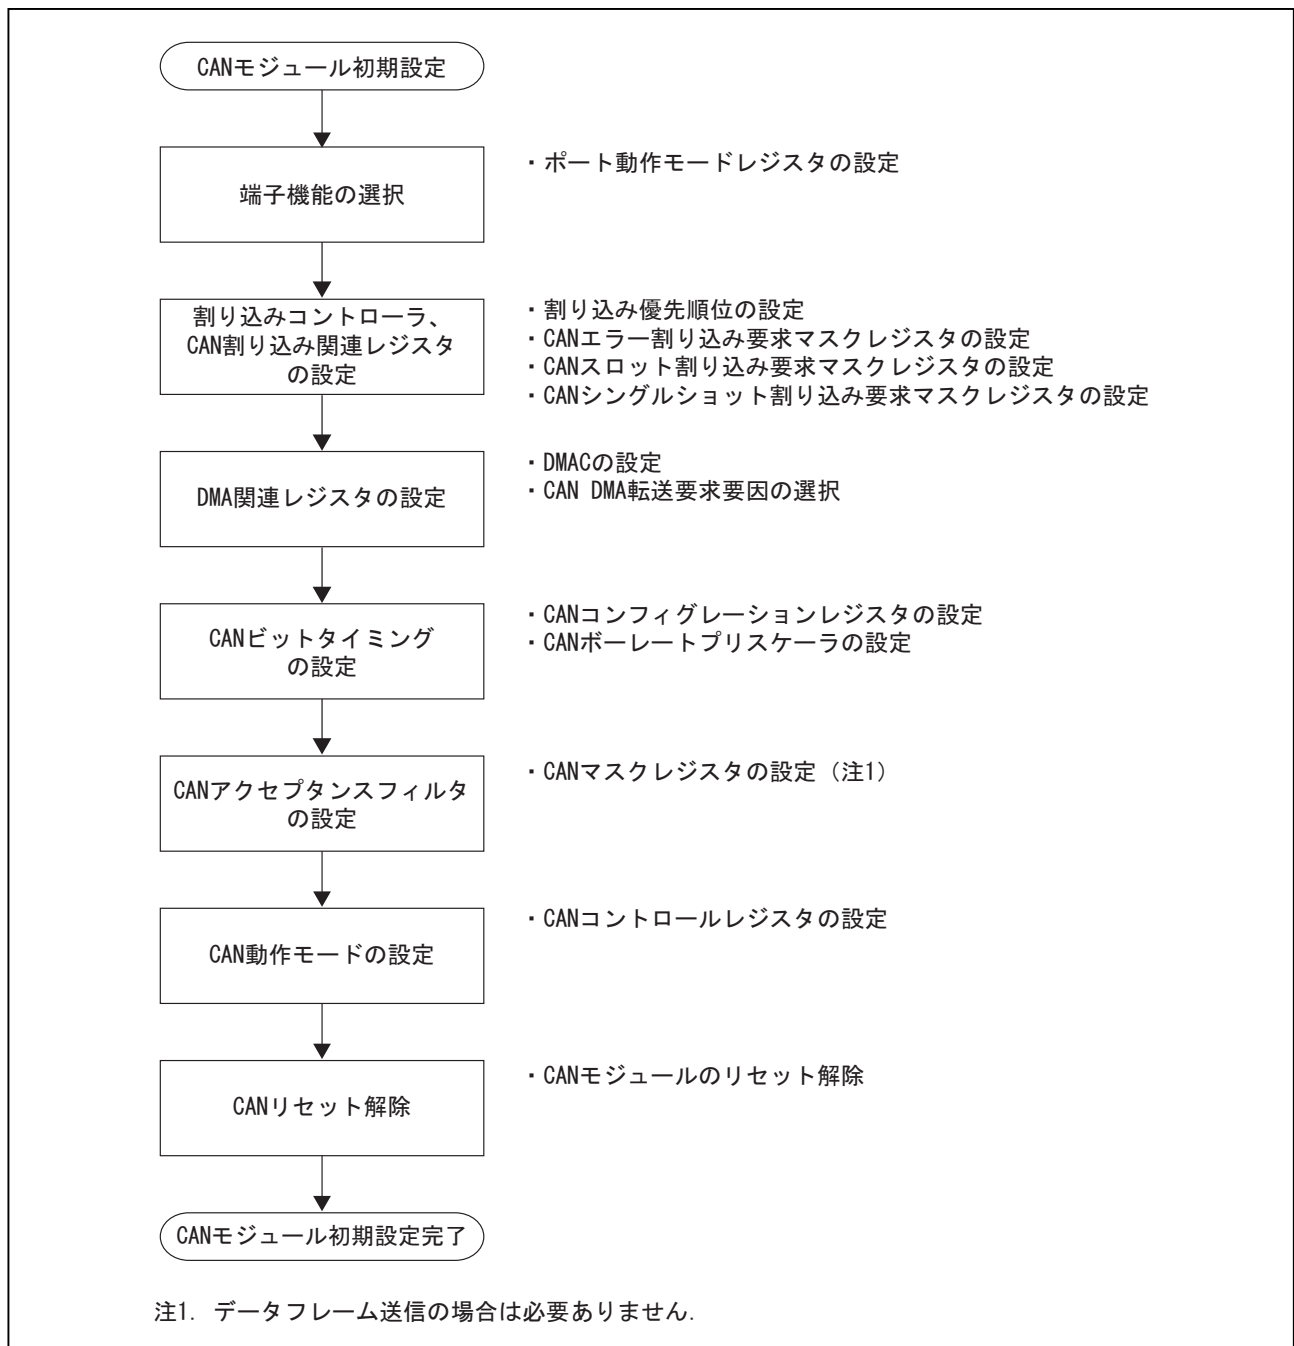 CANモジュール初期設定
端子機能の選択
・ポート動作モードレジスタの設定
割り込みコントローラ、
CAN割り込み関連レジスタ
の設定
・割り込み優先順位の設定
・CANエラー割り込み要求マスクレジスタの設定
・CANスロット割り込み要求マスクレジスタの設定
・CANシングルショット割り込み要求マスクレジスタの設定
DMA関連レジスタの設定
・DMACの設定
・CAN DMA転送要求要因の選択
CANビットタイミング
の設定
・CANコンフィグレーションレジスタの設定
・CANボーレートプリスケーラの設定
CANアクセプタンスフィルタ
の設定
・CANマスクレジスタの設定（注1）
CAN動作モードの設定
・CANコントロールレジスタの設定
CANリセット解除
・CANモジュールのリセット解除
CANモジュール初期設定完了
注1. データフレーム送信の場合は必要ありません.